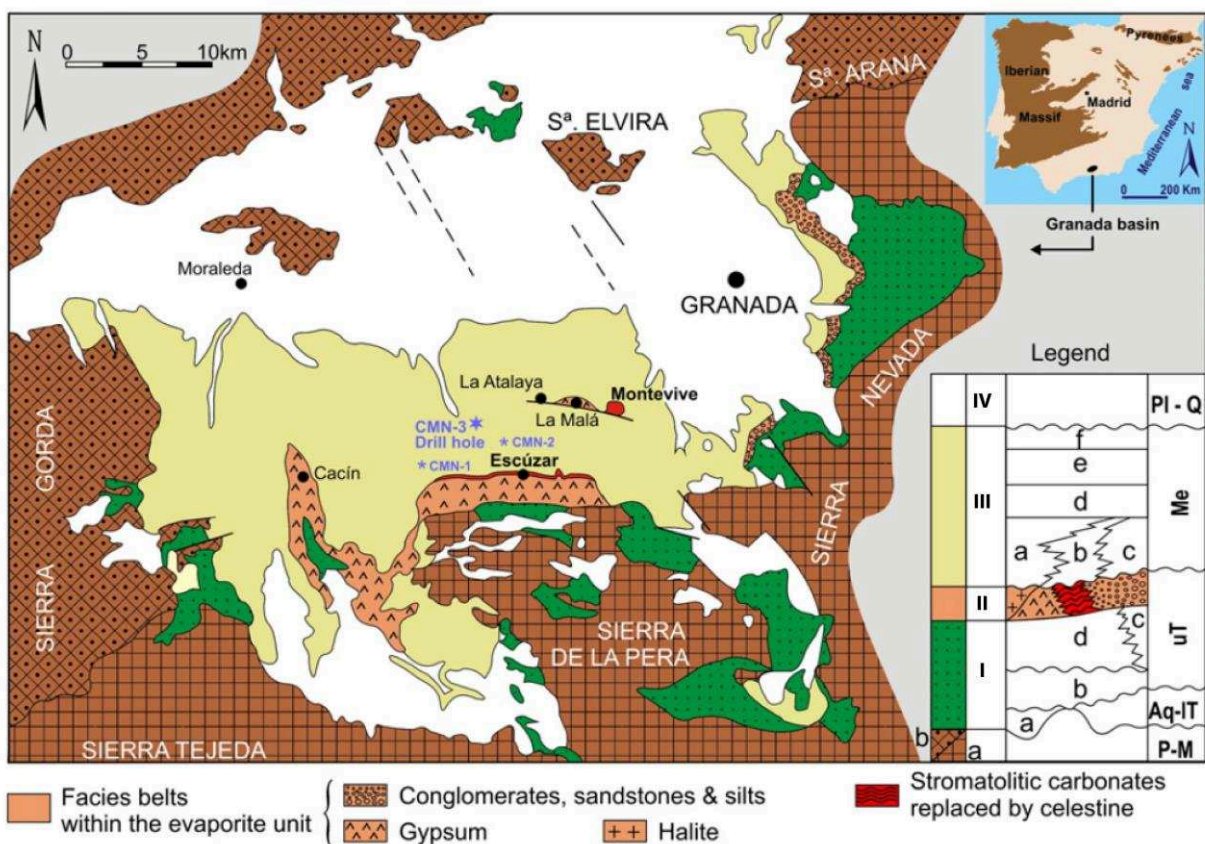 N
0 5 10km
Sª. ARANA
Sª. ELVIRA
Moraleda
GRANADA
NEVADA
SIERRA
La Atalaya
Montevive
La Malá
CMN-3
Drill hole
CMN-2
CMN-1
Escúzar
Cacín
GORDA
SIERRA
SIERRA
DE LA PERA
SIERRA TEJEDA
Pyrenees
Iberian
Massif
Madrid
Mediterranean sea
N
0 200 Km
Granada basin
Legend
IV Pl - Q
f
e
III d Me
a b c
II
c
I d uT
b
a Aq-lT
b a P-M
Facies belts
within the evaporite unit
Conglomerates, sandstones & silts
Gypsum
Halite
Stromatolitic carbonates
replaced by celestine